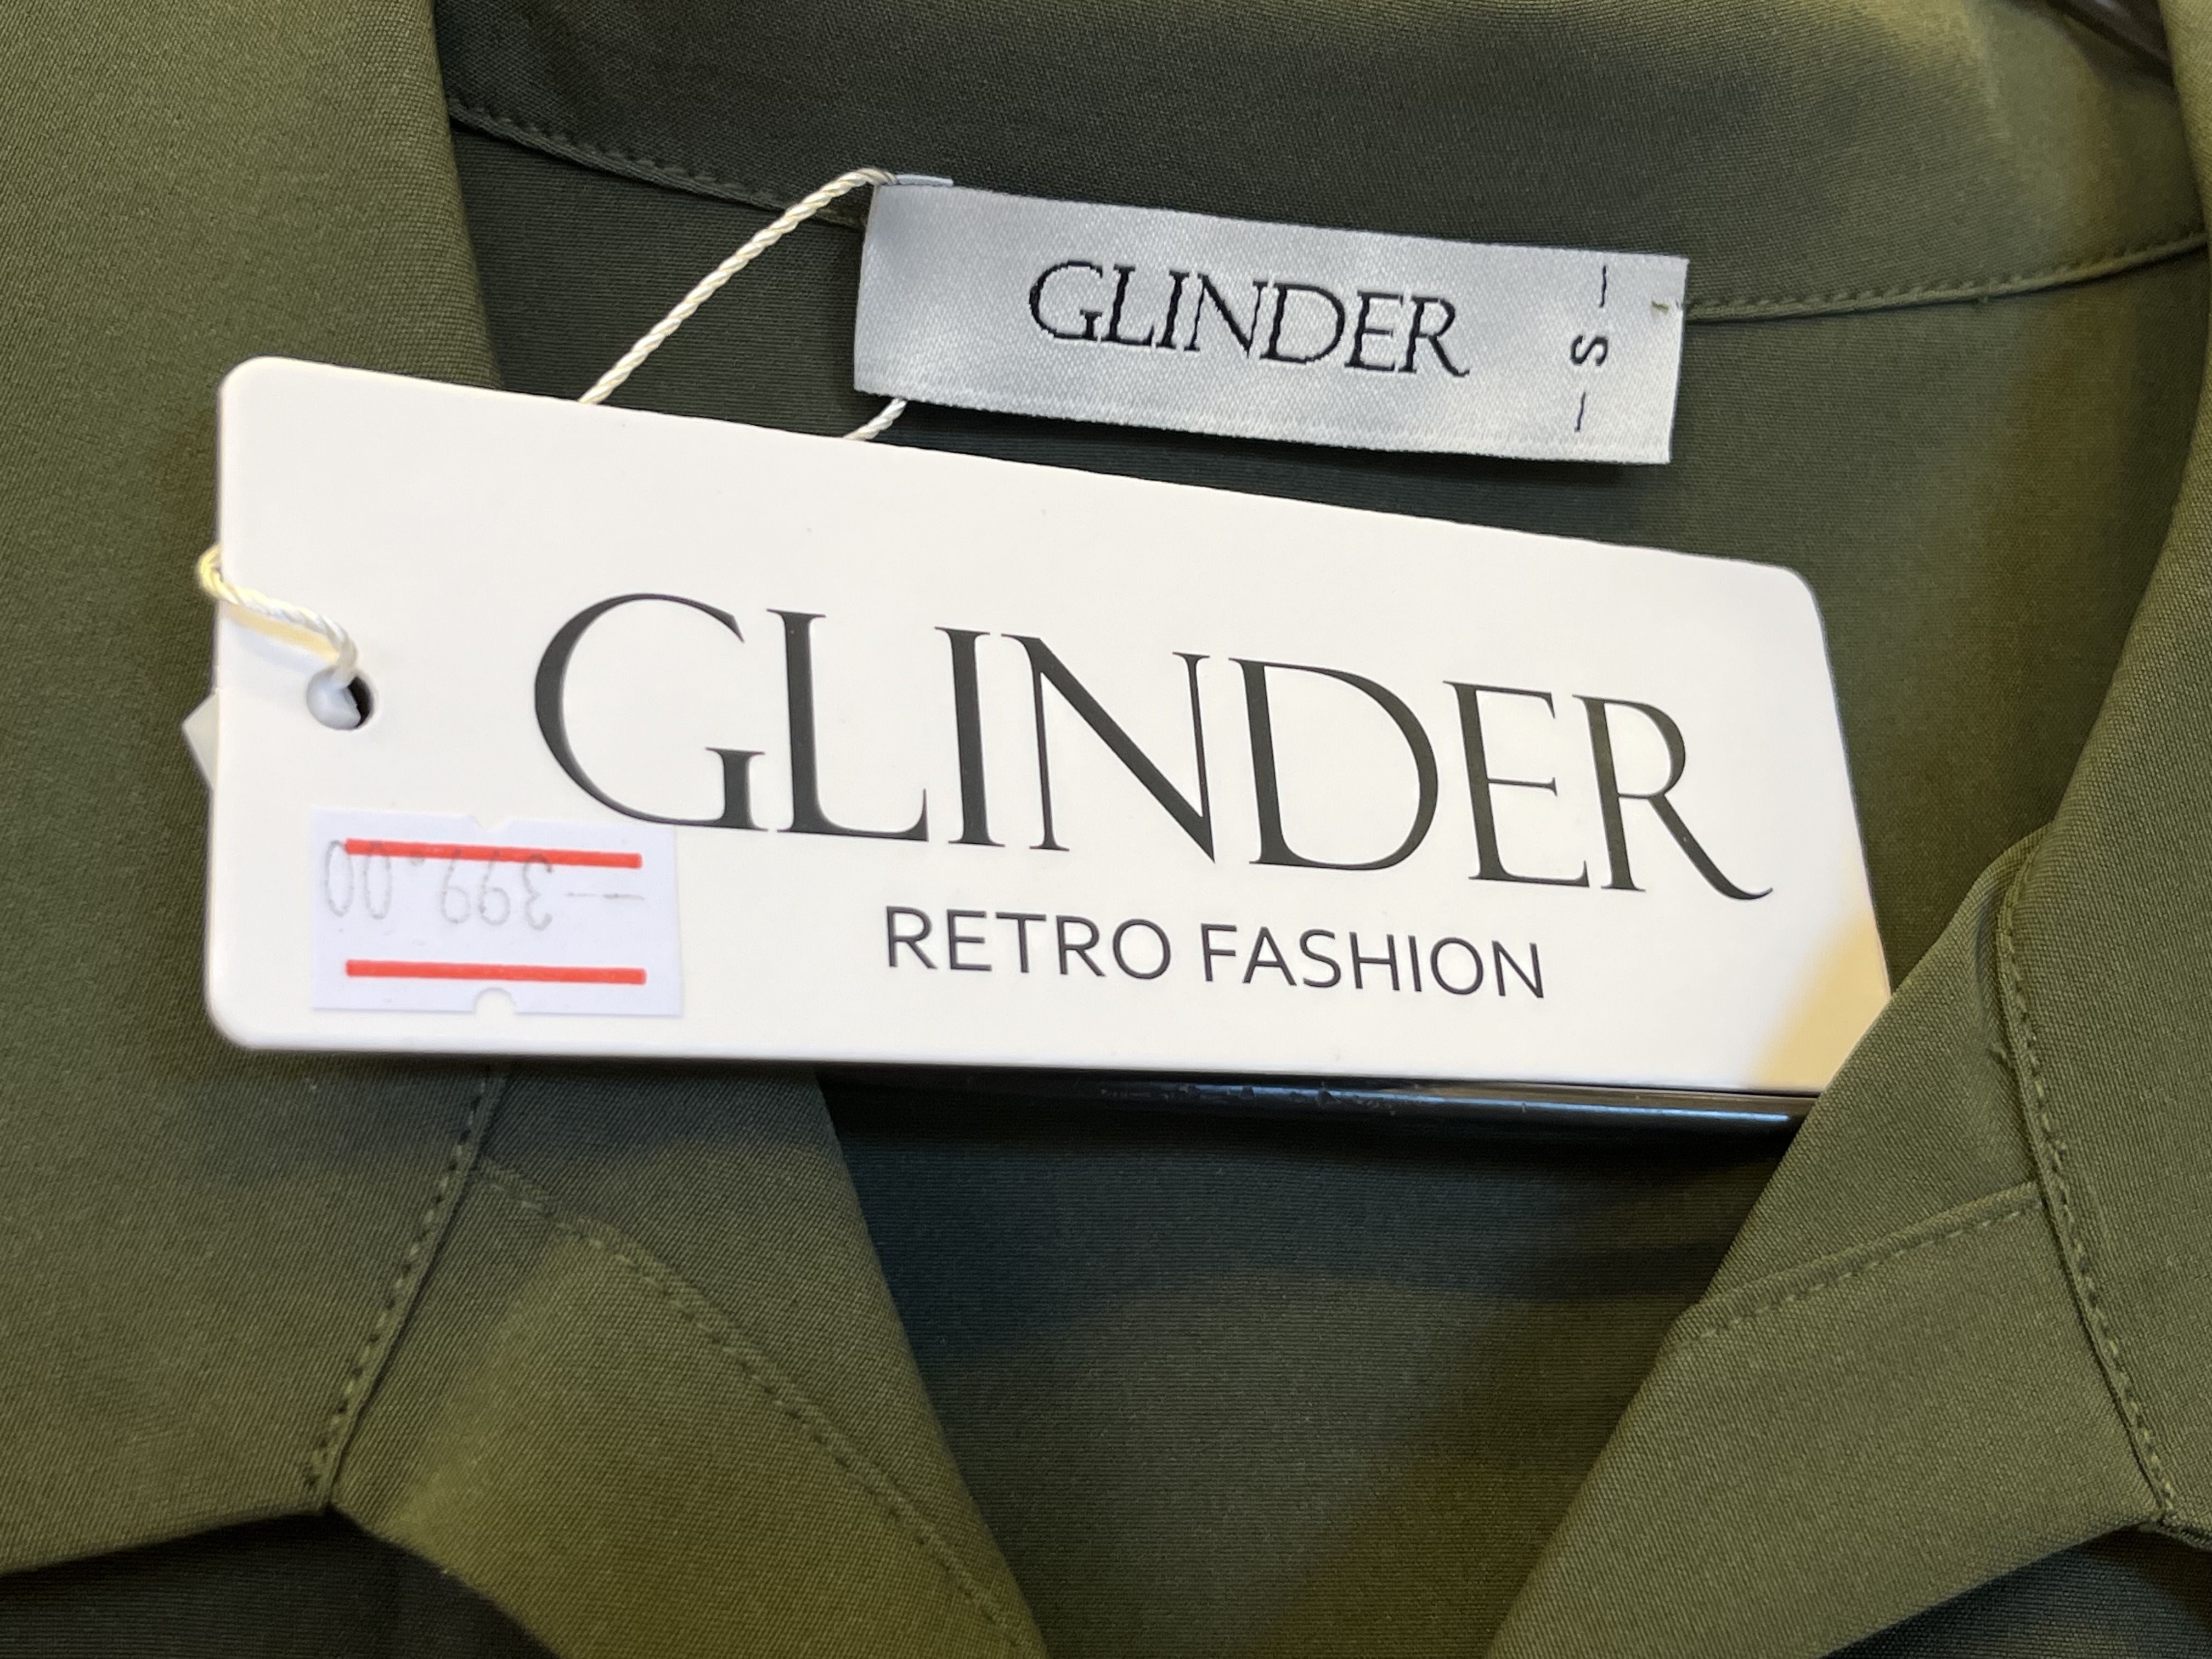 GLINDER
- S -
GLINDER
RETRO FASHION
--399.00